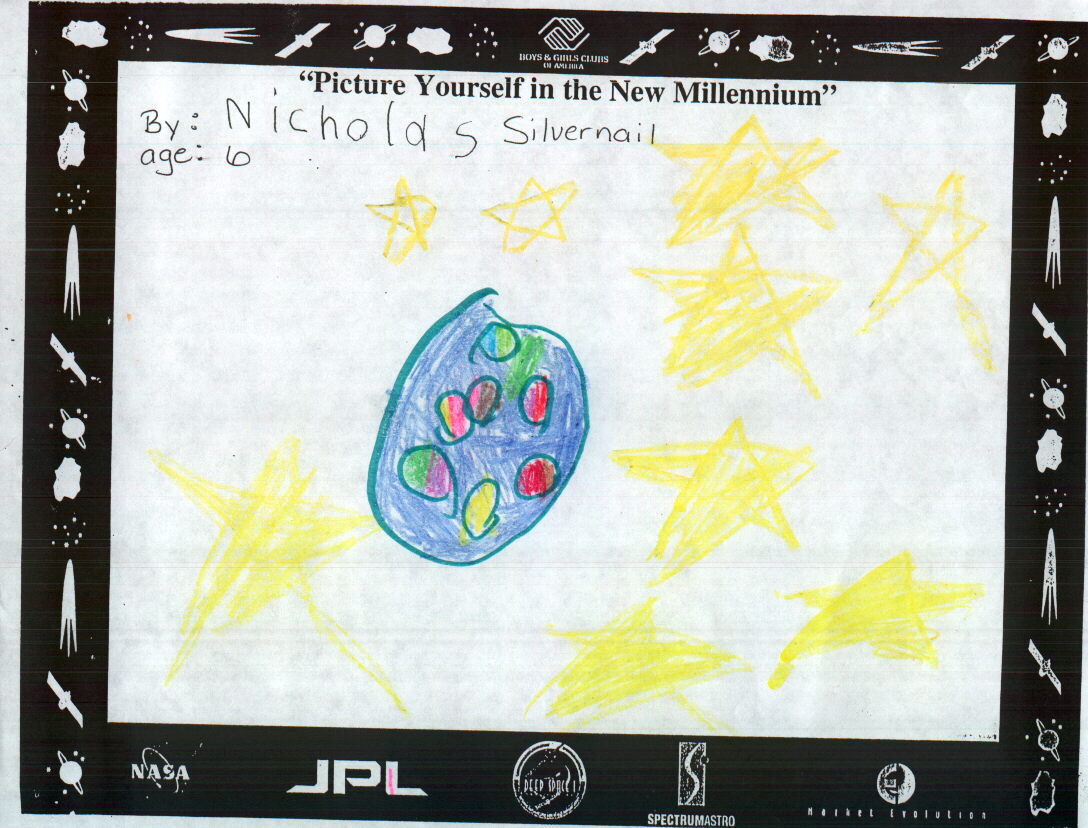 BOYS & GIRLS CLUBS
OF AMERICA
“Picture Yourself in the New Millennium”
By: Nicholas Silvernail
age: 6
NASA
JPL
DEEP SPACE 1
SPECTRUMASTRO
Market Evolution